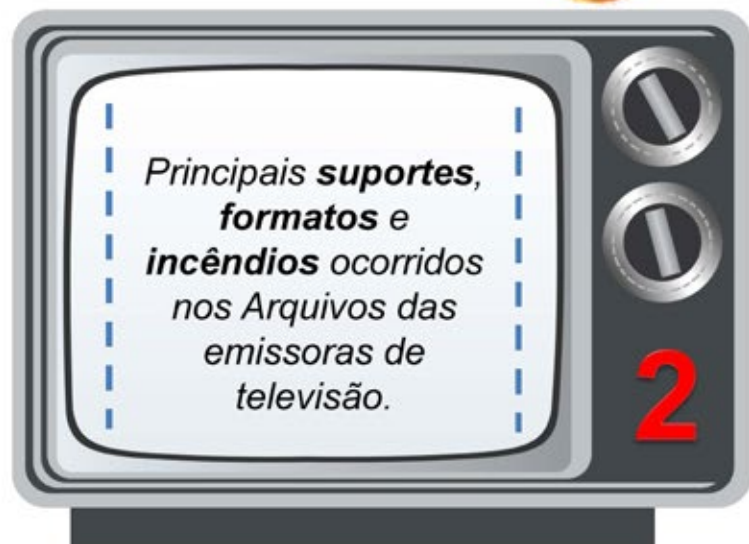 Principais suportes,
formatos e
incêndios ocorridos
nos Arquivos das
emissoras de
televisão.
2